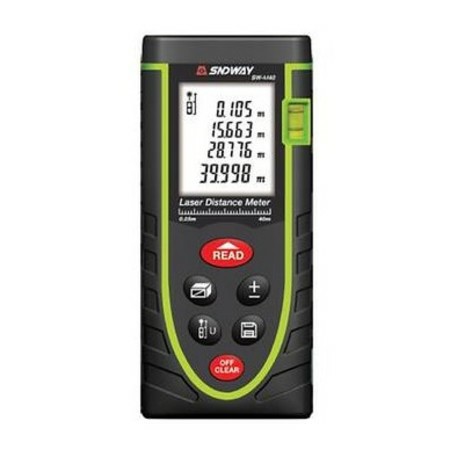 SNDWAY
SW-M40
0.105 m
15.663 m
28.776 m
39.998 m
Laser Distance Meter
0.05m 40m
READ
+
−
U
OFF
CLEAR